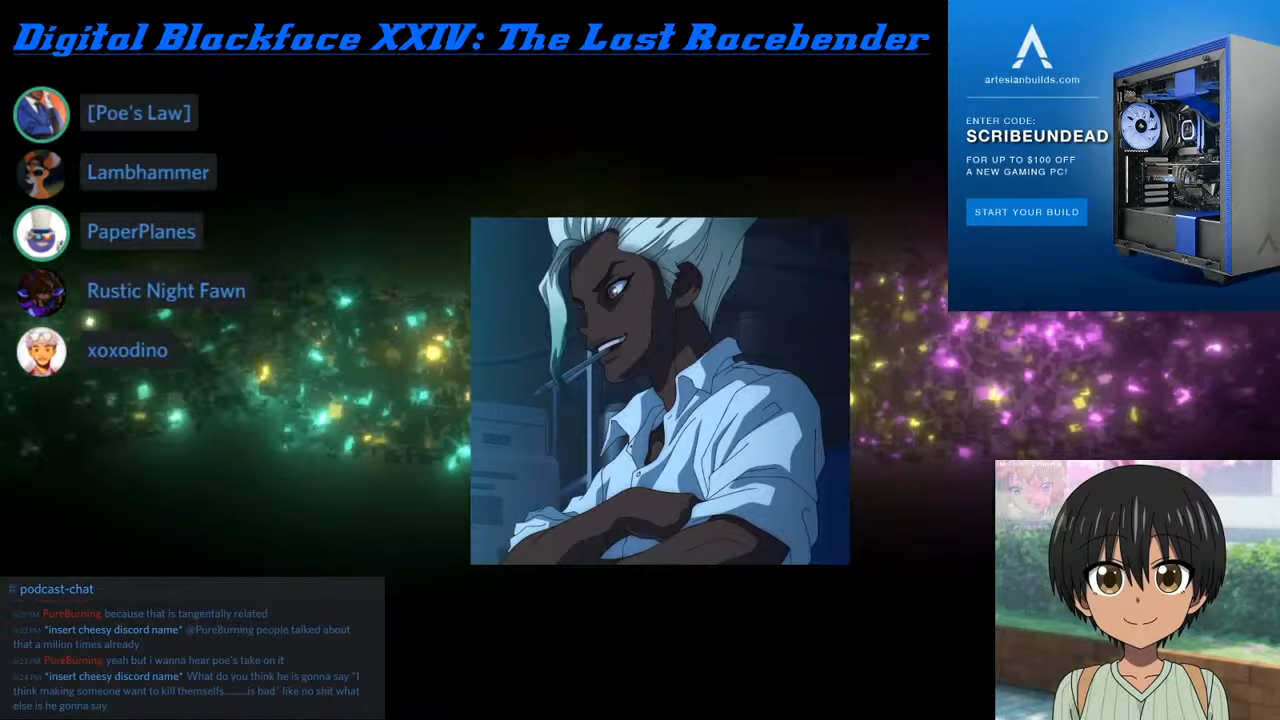 Digital Blackface XXIV: The Last Racebender
[Poe's Law]
Lambhammer
PaperPlanes
Rustic Night Fawn
xoxodino
artesianbuilds.com
ENTER CODE:
SCRIBEUNDEAD
FOR UP TO $100 OFF
A NEW GAMING PC!
START YOUR BUILD
# podcast-chat
PureBurning because that is tangentially related
*insert cheesy discord name* @PureBurning people talked about
that a milion times already
PureBurning yeah but i wanna hear poe's take on it
*insert cheesy discord name* What do you think he is gonna say "I
think making someone want to kill themselfs.........is bad" like no shit what
else is he gonna say